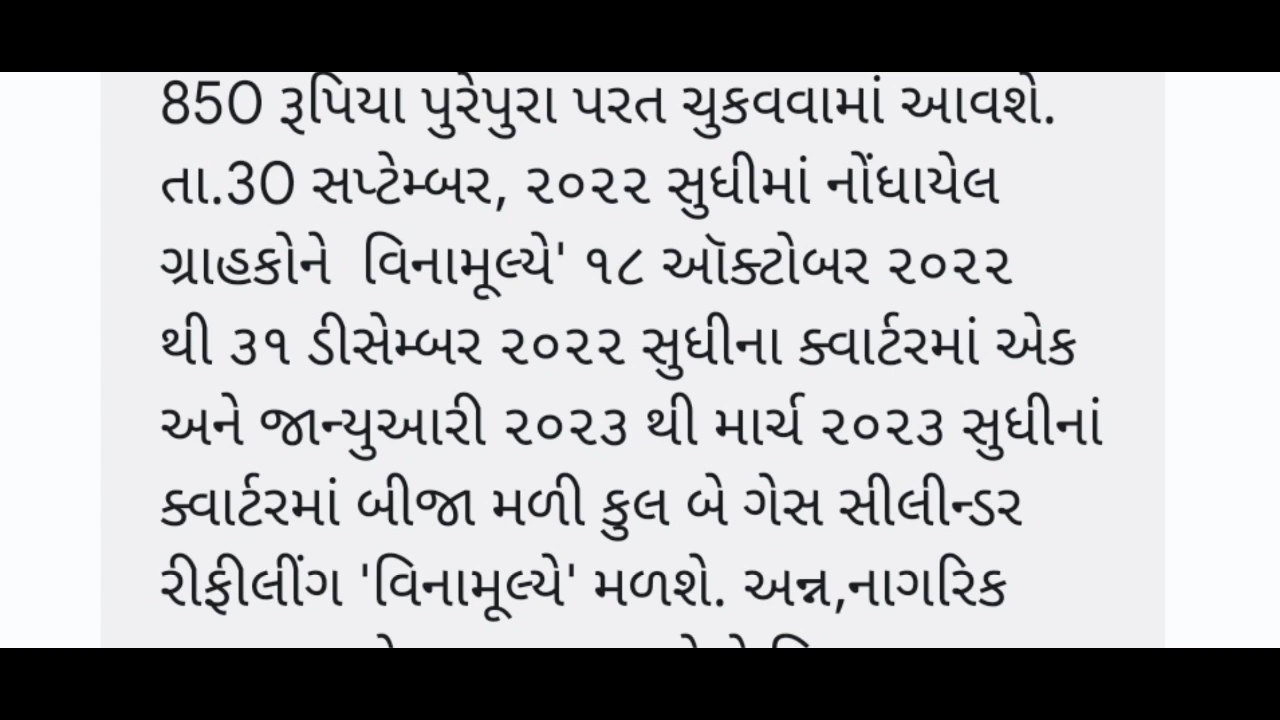 850 રૂપિયા પુરેપુરા પરત ચુકવવામાં આવશે.
તા.30 સપ્ટેમ્બર, ૨૦૨૨ સુધીમાં નોંધાયેલ
ગ્રાહકોને વિનામૂલ્યે' ૧૮ ઑક્ટોબર ૨૦૨૨
થી ૩૧ ડીસેમ્બર ૨૦૨૨ સુધીના ક્વાર્ટરમાં એક
અને જાન્યુઆરી ૨૦૨૩ થી માર્ચ ૨૦૨૩ સુધીનાં
ક્વાર્ટરમાં બીજા મળી કુલ બે ગેસ સીલીન્ડર
રીફીલીંગ 'વિનામૂલ્યે' મળશે. અન્ન,નાગરિક